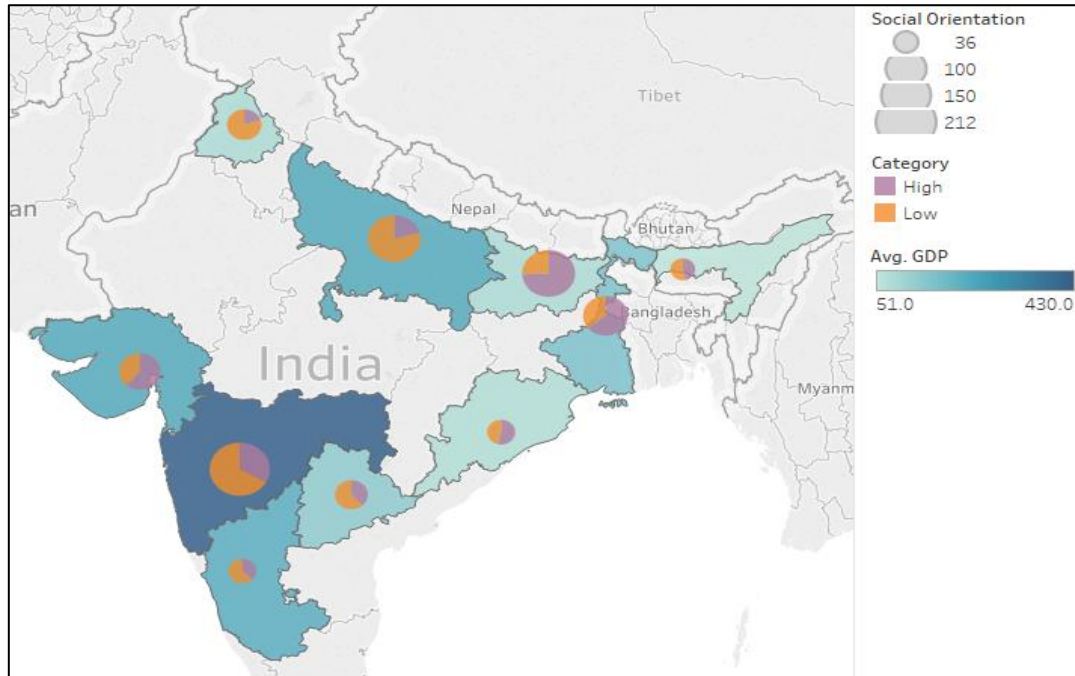 Social Orientation
36
100
150
212
Category
High
Low
Avg. GDP
51.0
430.0
Tibet
an
Nepal
Bhutan
Bangladesh
India
Myanm